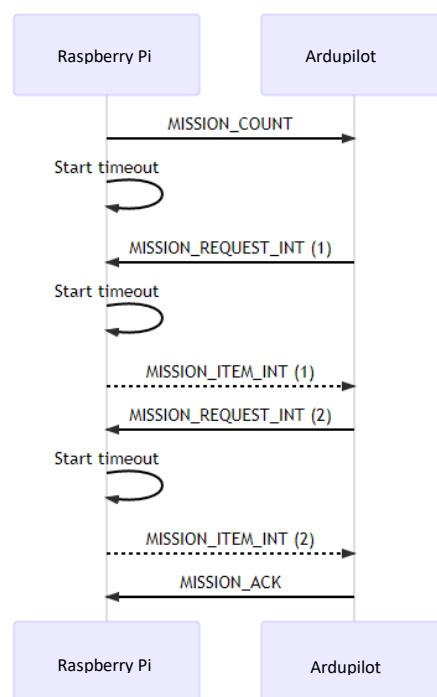 Raspberry Pi
Ardupilot
MISSION_COUNT
Start timeout
MISSION_REQUEST_INT (1)
Start timeout
MISSION_ITEM_INT (1)
MISSION_REQUEST_INT (2)
Start timeout
MISSION_ITEM_INT (2)
MISSION_ACK
Raspberry Pi
Ardupilot